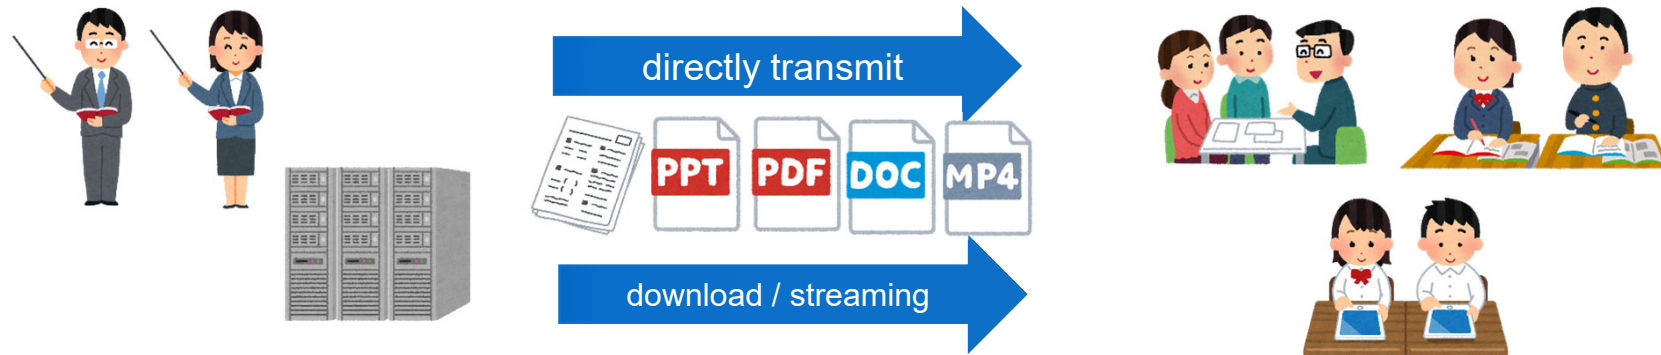 directly transmit
PPT
PDF
DOC
MP4
download / streaming